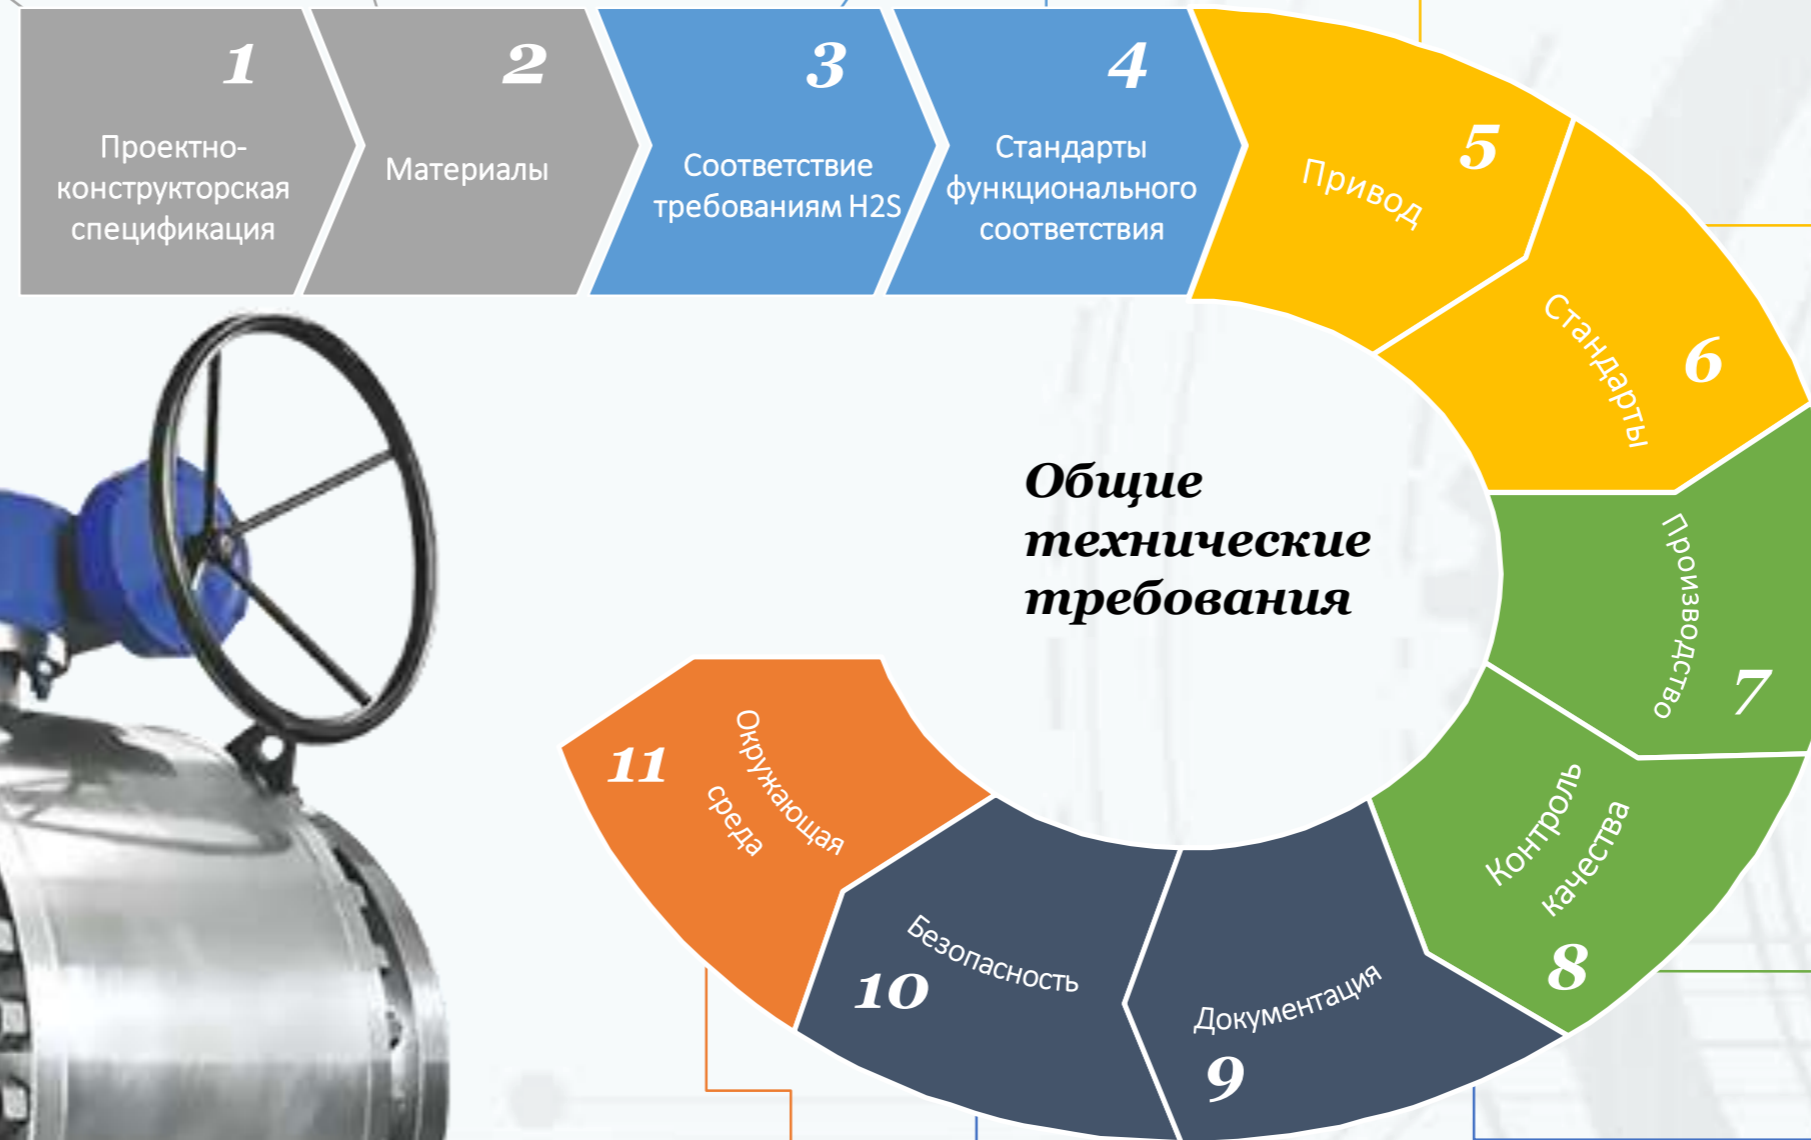 1
Проектно-
конструкторская
спецификация
2
Материалы
3
Соответствие
требованиям H2S
4
Стандарты
функционального
соответствия
5
Привод
6
Стандарты
Общие
технические
требования
Производство
7
Контроль
качества
8
Документация
9
Безопасность
10
Окружающая
среда
11